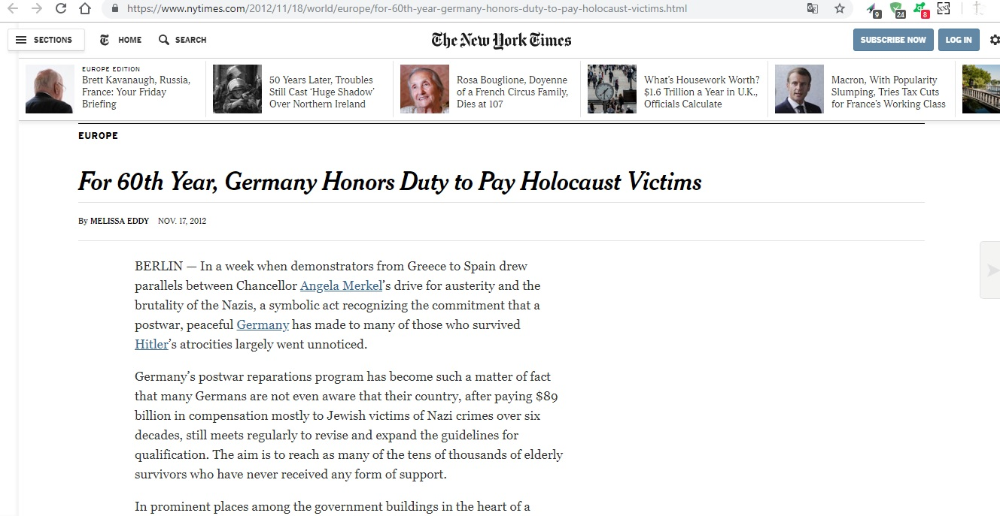 https://www.nytimes.com/2012/11/18/world/europe/for-60th-year-germany-honors-duty-to-pay-holocaust-victims.html
9
24
8
SECTIONS
HOME
SEARCH
The New York Times
SUBSCRIBE NOW
LOG IN
EUROPE EDITION
Brett Kavanaugh, Russia,
France: Your Friday
Briefing
50 Years Later, Troubles
Still Cast ‘Huge Shadow’
Over Northern Ireland
Rosa Bouglione, Doyenne
of a French Circus Family,
Dies at 107
What’s Housework Worth?
$1.6 Trillion a Year in U.K.,
Officials Calculate
Macron, With Popularity
Slumping, Tries Tax Cuts
for France’s Working Class
EUROPE
For 60th Year, Germany Honors Duty to Pay Holocaust Victims
By MELISSA EDDY NOV. 17, 2012
BERLIN — In a week when demonstrators from Greece to Spain drew
parallels between Chancellor Angela Merkel’s drive for austerity and the
brutality of the Nazis, a symbolic act recognizing the commitment that a
postwar, peaceful Germany has made to many of those who survived
Hitler’s atrocities largely went unnoticed.
Germany’s postwar reparations program has become such a matter of fact
that many Germans are not even aware that their country, after paying $89
billion in compensation mostly to Jewish victims of Nazi crimes over six
decades, still meets regularly to revise and expand the guidelines for
qualification. The aim is to reach as many of the tens of thousands of elderly
survivors who have never received any form of support.
In prominent places among the government buildings in the heart of a